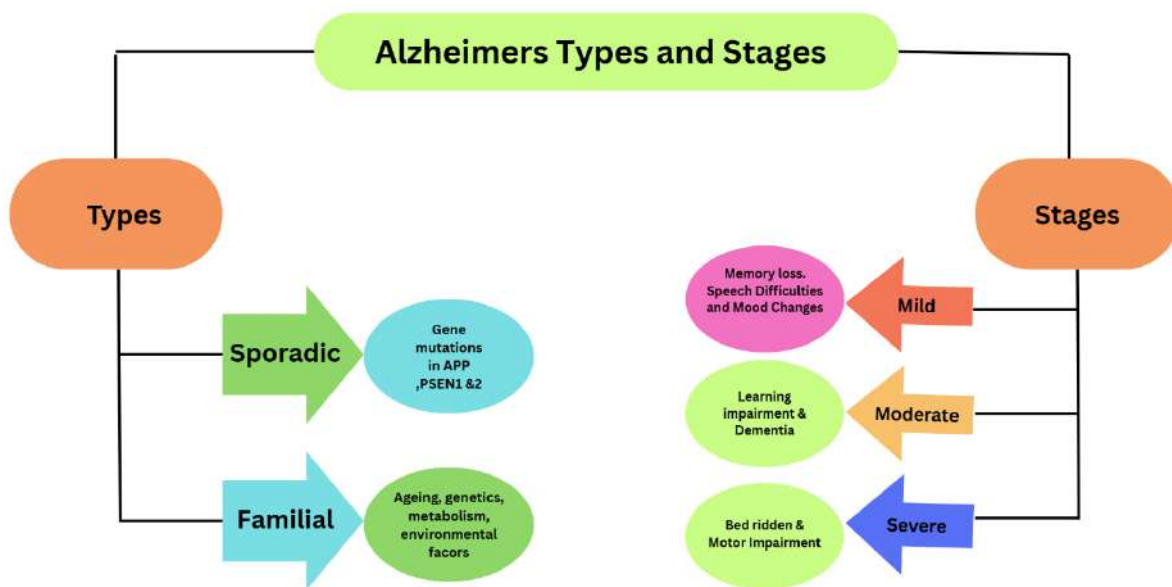 Alzheimers Types and Stages
Types
Sporadic
Gene
mutations
in APP
,PSEN1 &2
Familial
Ageing, genetics,
metabolism,
environmental
facors
Stages
Memory loss.
Speech Difficulties
and Mood Changes
Mild
Learning
impairment &
Dementia
Moderate
Bed ridden &
Motor Impairment
Severe